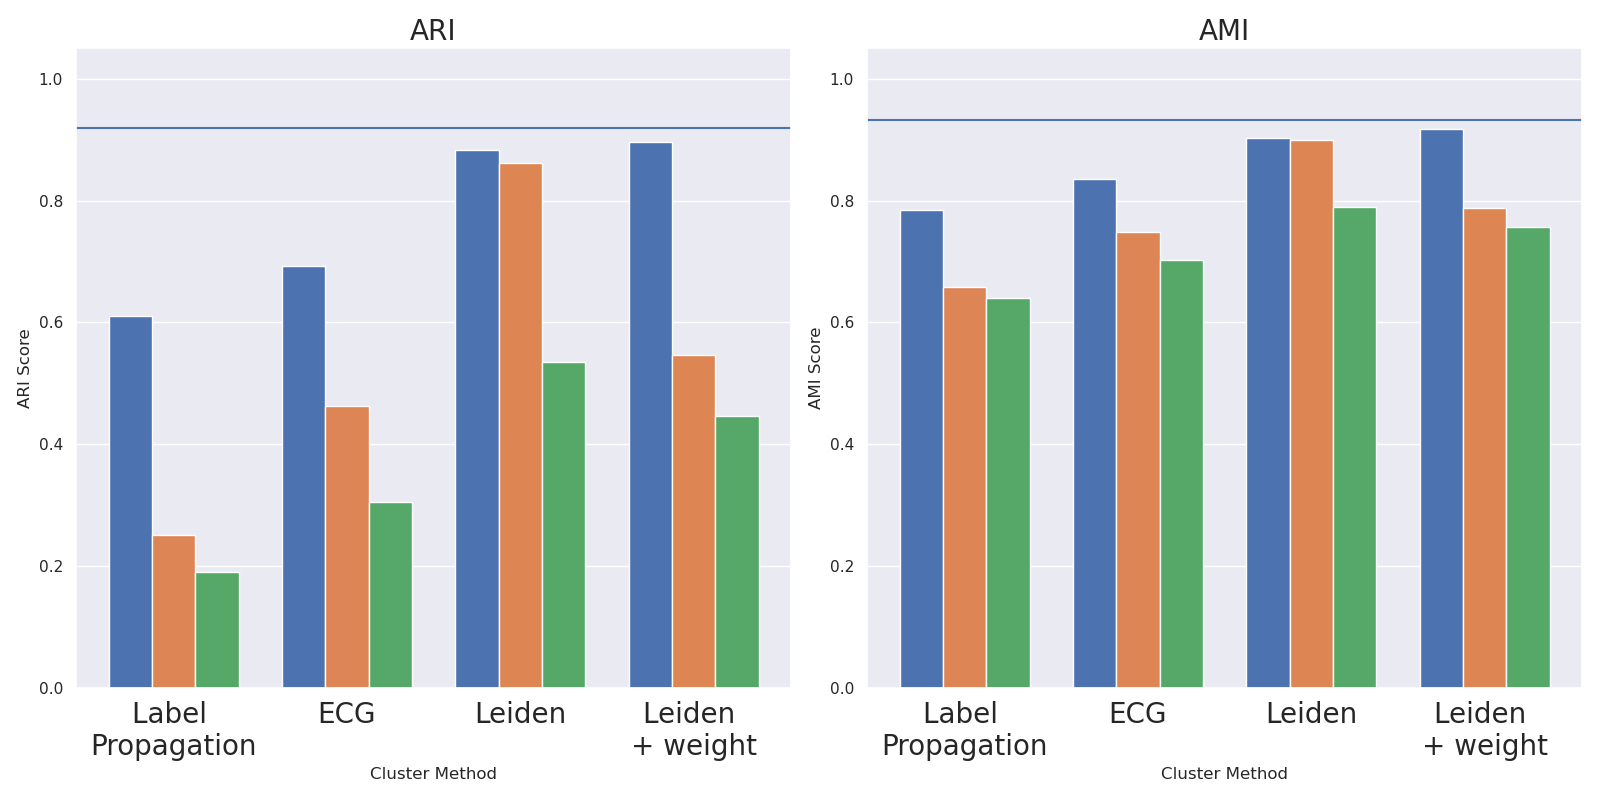 ARI
1.0
0.8
0.6
0.4
0.2
0.0
ARI Score
Label
Propagation
ECG
Leiden
Leiden
+ weight
Cluster Method
AMI
1.0
0.8
0.6
0.4
0.2
0.0
AMI Score
Label
Propagation
ECG
Leiden
Leiden
+ weight
Cluster Method